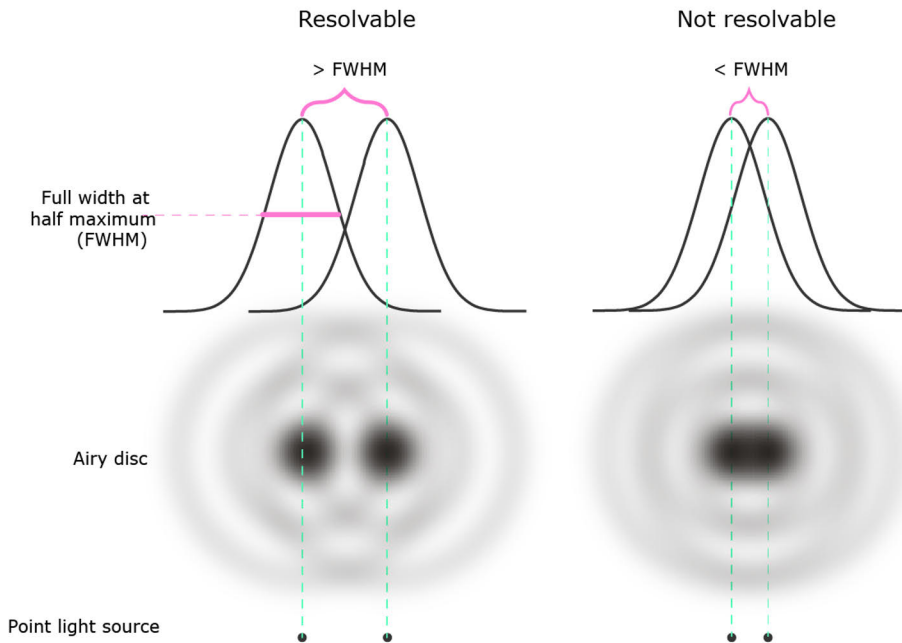 Resolvable
Not resolvable
> FWHM
< FWHM
Full width at
half maximum
(FWHM)
Airy disc
Point light source